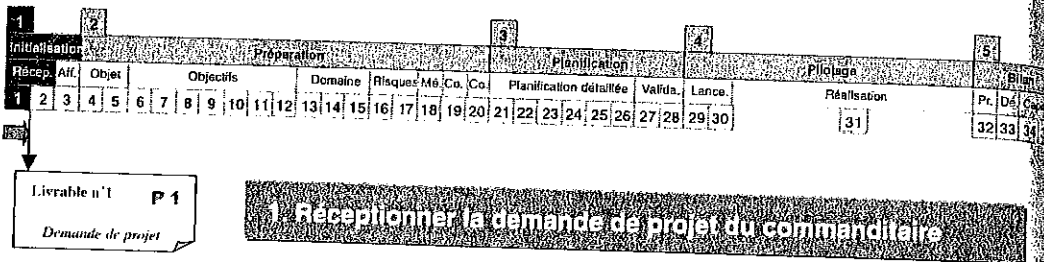 1 2 3 4 5
Initialisation Préparation Planification Pilotage Bilan
Récep. Aff. Objet Objectifs Domaine Risques Mé. Co. Co. Planification détaillée Valida. Lance. Réalisation Pr. Dé
1 2 3 4 5 6 7 8 9 10 11 12 13 14 15 16 17 18 19 20 21 22 23 24 25 26 27 28 29 30 31 32 33 34
Livrable n°1 P 1
Demande de projet
1 Réceptionner la demande de projet du commanditaire